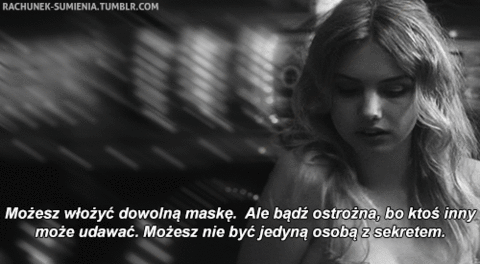 RACHUNEK-SUMIENIA.TUMBLR.COM
Możesz włożyć dowolną maskę. Ale bądź ostrożna, bo ktoś inny
może udawać. Możesz nie być jedyną osobą z sekretem.